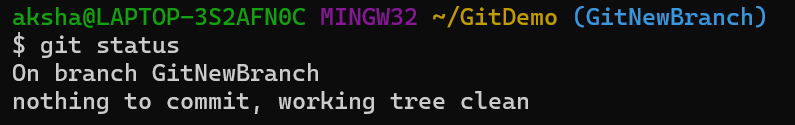 aksha@LAPTOP-3S2AFN0C MINGW32 ~/GitDemo (GitNewBranch)
$ git status
On branch GitNewBranch
nothing to commit, working tree clean